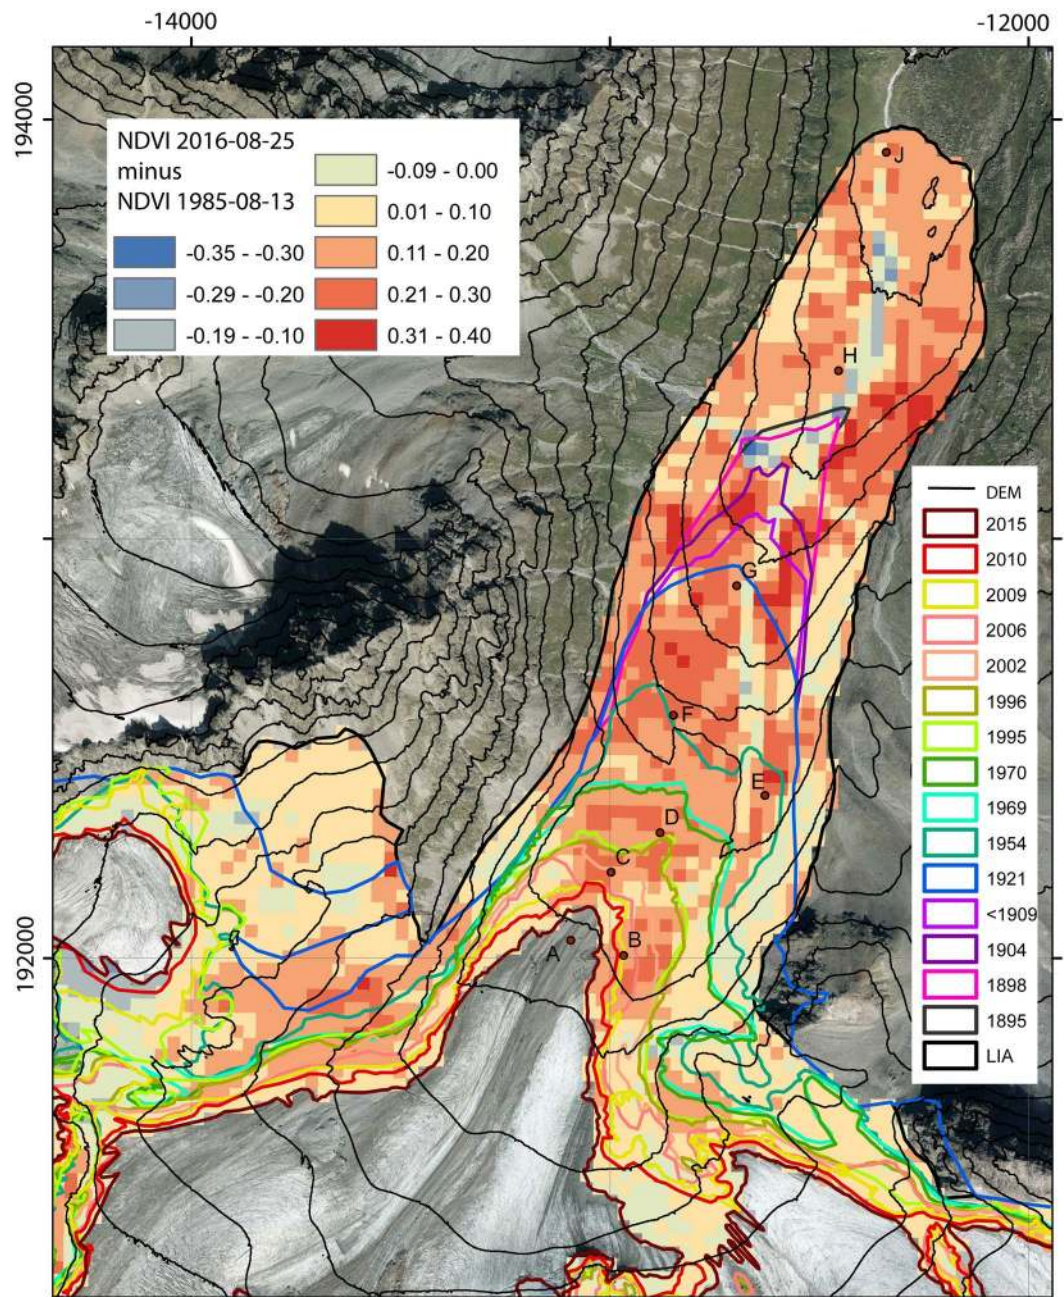 -14000
-12000
194000
192000
NDVI 2016-08-25
minus
NDVI 1985-08-13
-0.35 - -0.30
-0.29 - -0.20
-0.19 - -0.10
-0.09 - 0.00
0.01 - 0.10
0.11 - 0.20
0.21 - 0.30
0.31 - 0.40
J
H
G
F
E
D
C
B
A
DEM
2015
2010
2009
2006
2002
1996
1995
1970
1969
1954
1921
<1909
1904
1898
1895
LIA